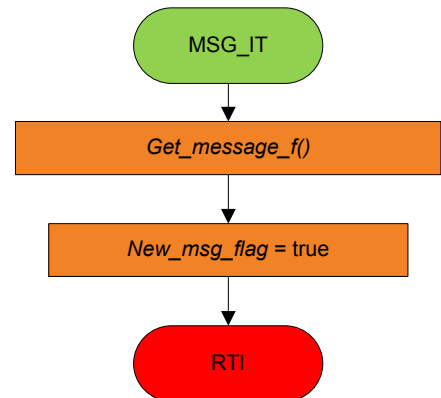 MSG_IT
Get_message_f()
New_msg_flag = true
RTI